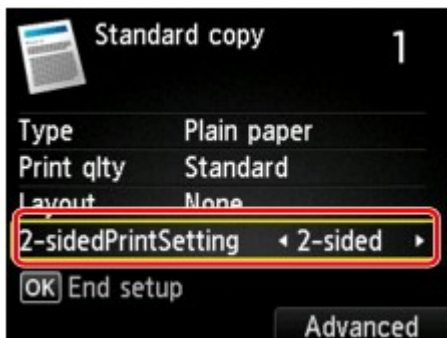 Standard copy 1
Type Plain paper
Print qlty Standard
Layout None
2-sidedPrintSetting 2-sided
OK End setup
Advanced